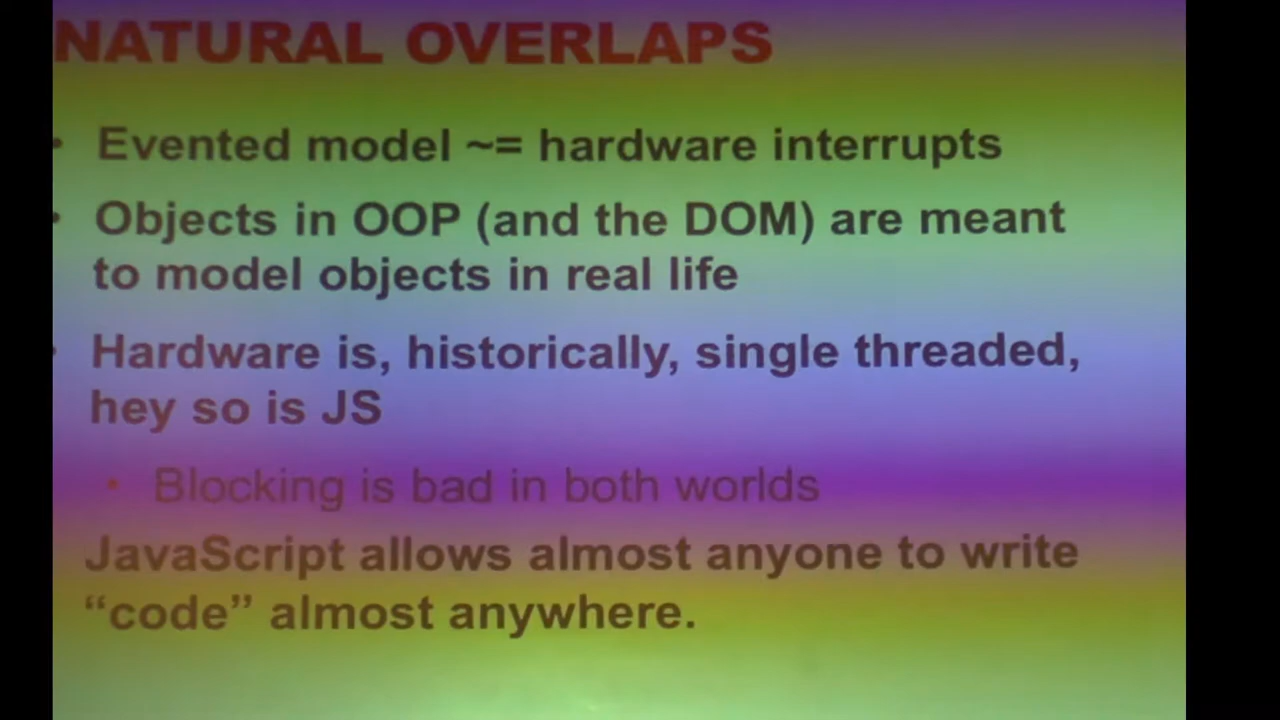 NATURAL OVERLAPS
• Evented model ~= hardware interrupts
• Objects in OOP (and the DOM) are meant
to model objects in real life
• Hardware is, historically, single threaded,
hey so is JS
• Blocking is bad in both worlds
JavaScript allows almost anyone to write
“code” almost anywhere.